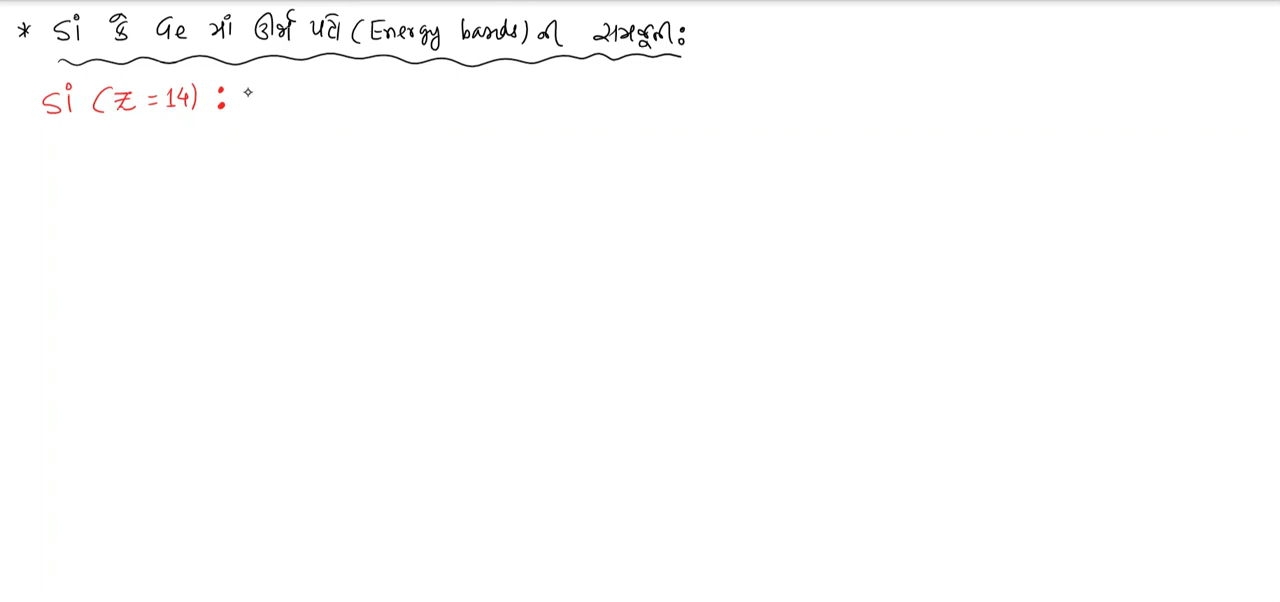 * Si કે Ge માં ઊર્જા પટો (Energy bands) ની સમજૂતી:
Si (Z = 14) :